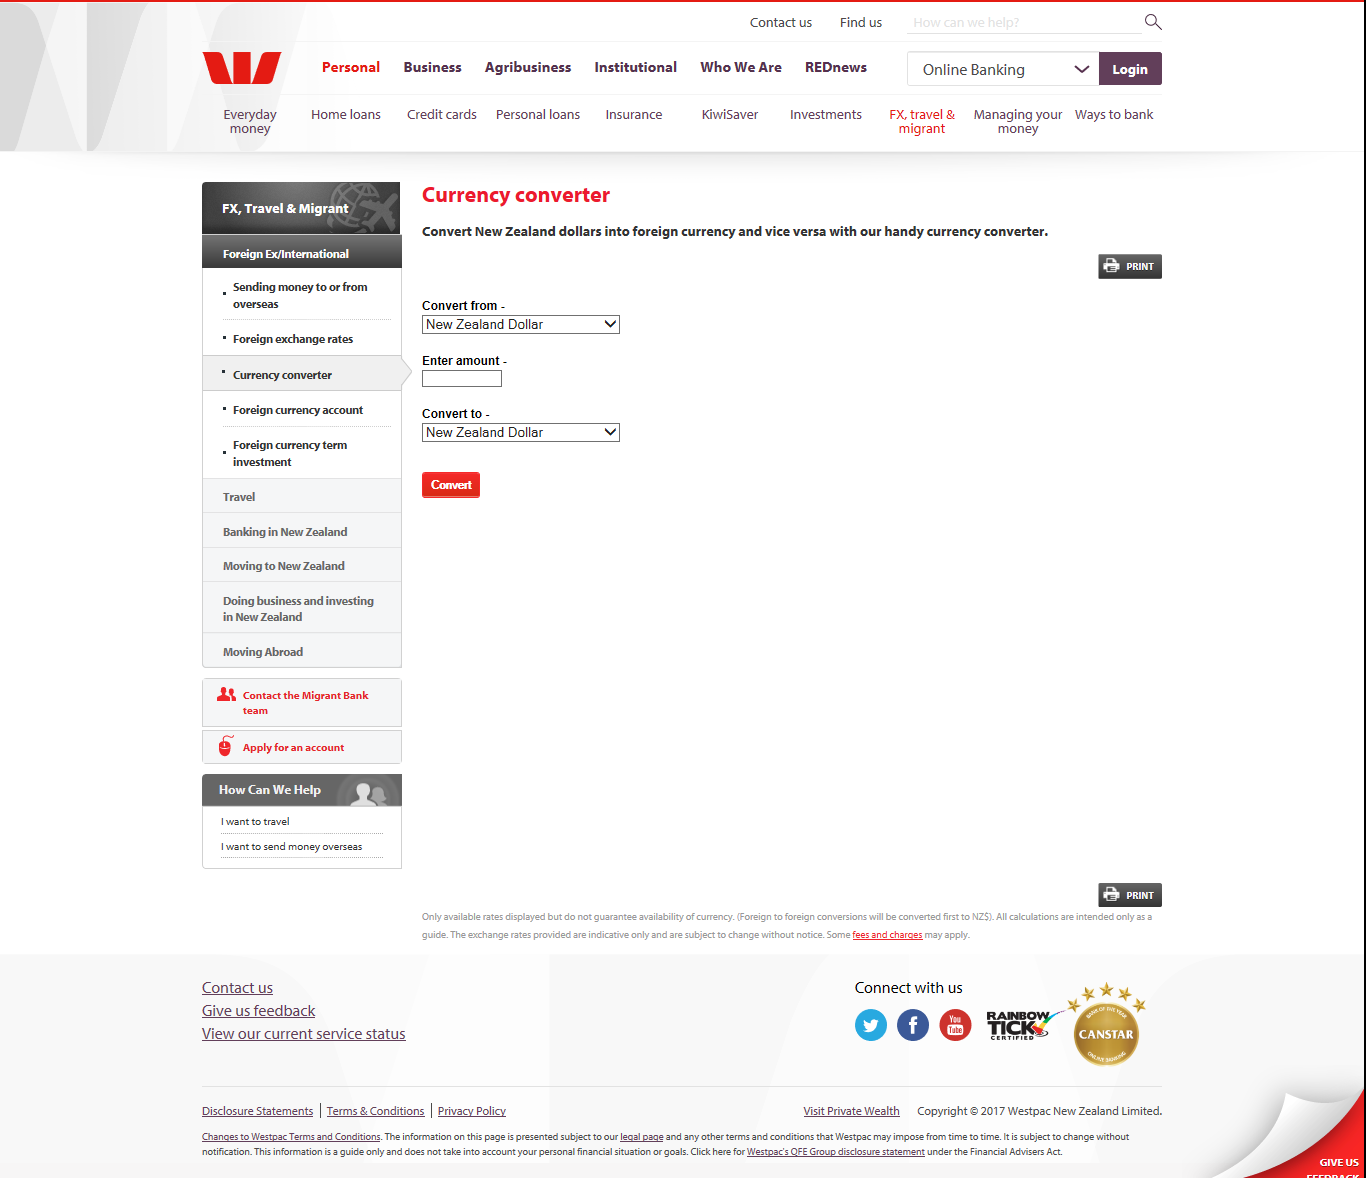 Contact us Find us How can we help?
Personal Business Agribusiness Institutional Who We Are REDnews Online Banking Login
Everyday money Home loans Credit cards Personal loans Insurance KiwiSaver Investments FX, travel & migrant Managing your money Ways to bank
FX, Travel & Migrant
Foreign Ex/International
Sending money to or from
overseas
Foreign exchange rates
Currency converter
Foreign currency account
Foreign currency term
investment
Travel
Banking in New Zealand
Moving to New Zealand
Doing business and investing
in New Zealand
Moving Abroad
Contact the Migrant Bank
team
Apply for an account
How Can We Help
I want to travel
I want to send money overseas
Currency converter
Convert New Zealand dollars into foreign currency and vice versa with our handy currency converter.
PRINT
Convert from -
New Zealand Dollar
Enter amount -
Convert to -
New Zealand Dollar
Convert
PRINT
Only available rates displayed but do not guarantee availability of currency. (Foreign to foreign conversions will be converted first to NZ$). All calculations are intended only as a
guide. The exchange rates provided are indicative only and are subject to change without notice. Some fees and charges may apply.
Contact us
Give us feedback
View our current service status
Connect with us
You
Tube
RAINBOW
TICK
CERTIFIED
BANK OF THE YEAR
CANSTAR
ONLINE BANKING
Disclosure Statements Terms & Conditions Privacy Policy
Visit Private Wealth Copyright © 2017 Westpac New Zealand Limited.
Changes to Westpac Terms and Conditions. The information on this page is presented subject to our legal page and any other terms and conditions that Westpac may impose from time to time. It is subject to change without
notification. This information is a guide only and does not take into account your personal financial situation or goals. Click here for Westpac's QFE Group disclosure statement under the Financial Advisers Act.
GIVE US
FEEDBACK